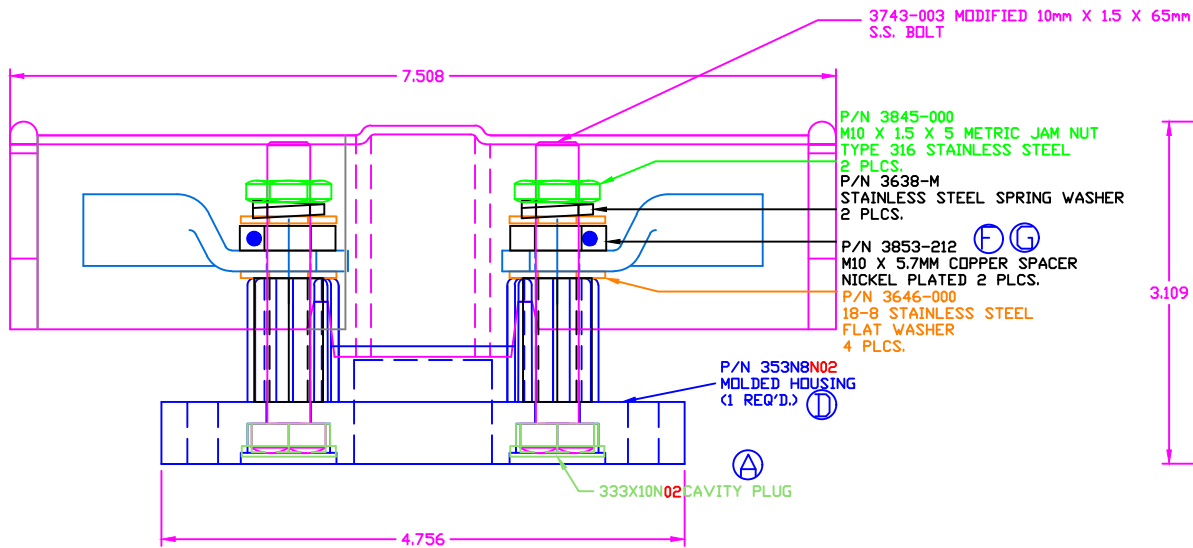 3743-003 MODIFIED 10mm X 1.5 X 65mm
S.S. BOLT
7.508
P/N 3845-000
M10 X 1.5 X 5 METRIC JAM NUT
TYPE 316 STAINLESS STEEL
2 PLCS.
P/N 3638-M
STAINLESS STEEL SPRING WASHER
2 PLCS.
F G
P/N 3853-212
M10 X 5.7MM COPPER SPACER
NICKEL PLATED 2 PLCS.
P/N 3646-000
18-8 STAINLESS STEEL
FLAT WASHER
4 PLCS.
3.109
P/N 353N8N02
MOLDED HOUSING
(1 REQ'D.) D
A
333X10N02CAVITY PLUG
4.756